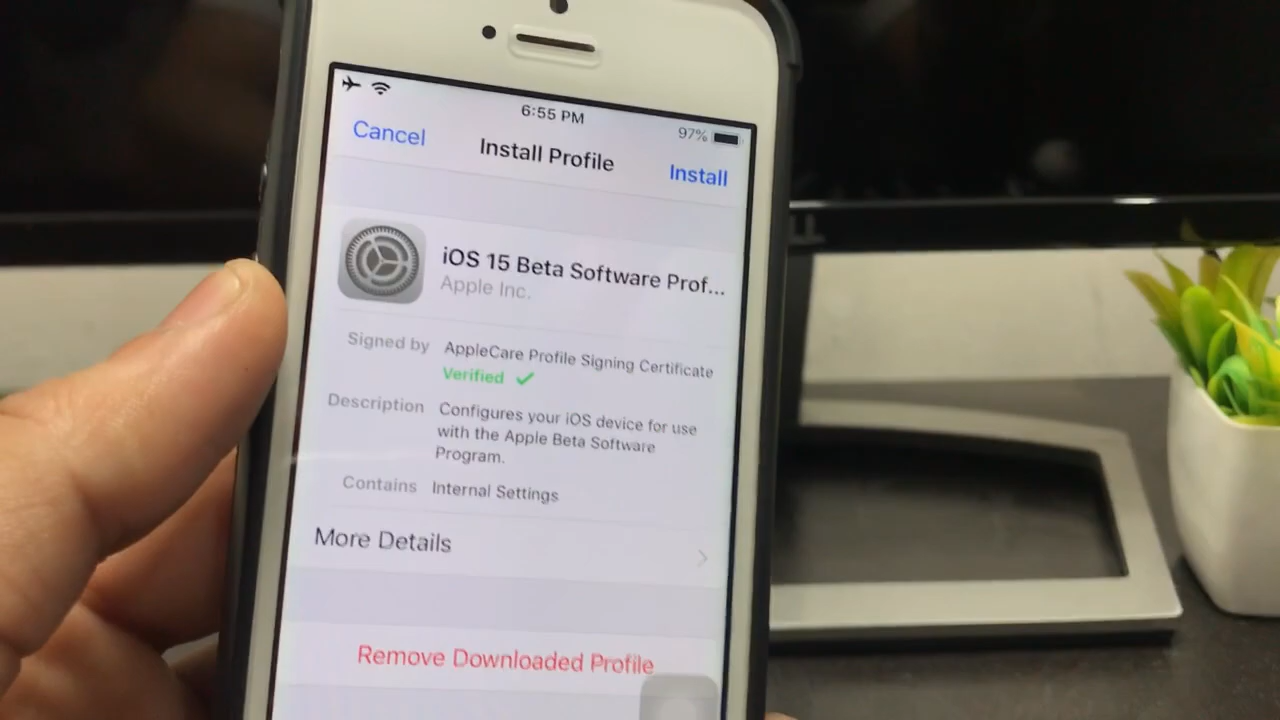 6:55 PM
97%
Cancel
Install Profile
Install
iOS 15 Beta Software Prof...
Apple Inc.
Signed by
AppleCare Profile Signing Certificate
Verified ✓
Description
Configures your iOS device for use
with the Apple Beta Software
Program.
Contains
Internal Settings
More Details
Remove Downloaded Profile